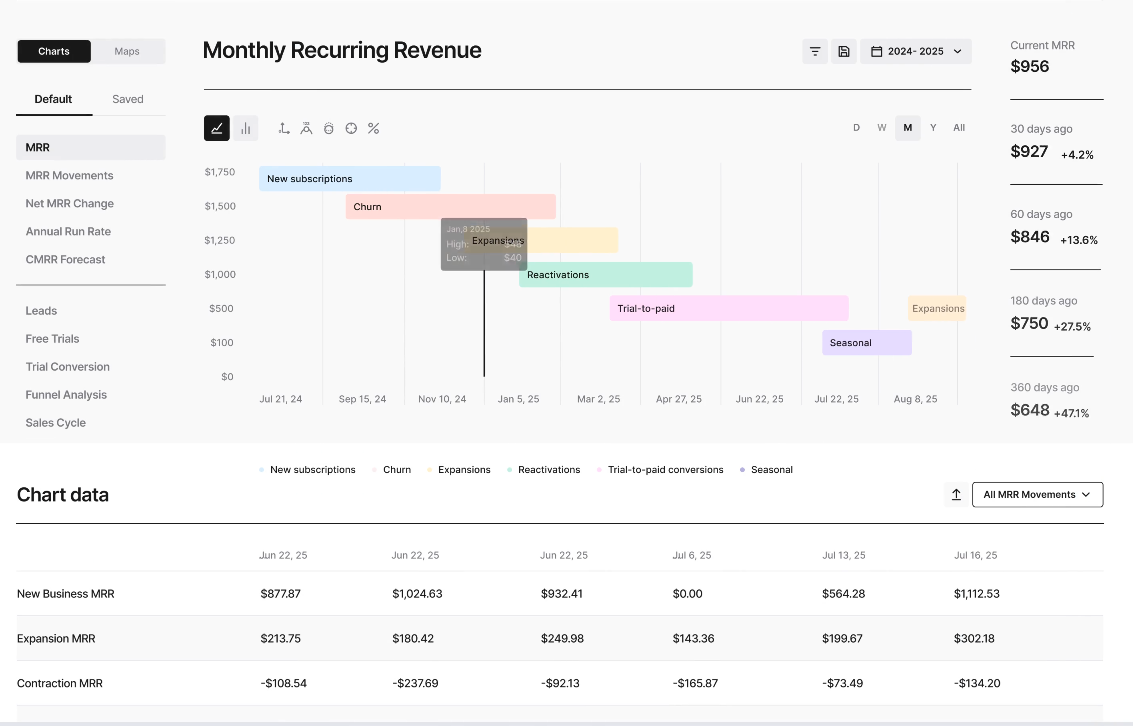 Charts Maps
Default Saved
MRR
MRR Movements
Net MRR Change
Annual Run Rate
CMRR Forecast
Leads
Free Trials
Trial Conversion
Funnel Analysis
Sales Cycle
Monthly Recurring Revenue
2024- 2025
D W M Y All
$1,750
$1,500
$1,250
$1,000
$500
$100
$0
New subscriptions
Churn
Jan,8 2025
High:
Low: $40
Expansions
Reactivations
Trial-to-paid
Expansions
Seasonal
Jul 21, 24 Sep 15, 24 Nov 10, 24 Jan 5, 25 Mar 2, 25 Apr 27, 25 Jun 22, 25 Jul 22, 25 Aug 8, 25
Current MRR
$956
30 days ago
$927 +4.2%
60 days ago
$846 +13.6%
180 days ago
$750 +27.5%
360 days ago
$648 +47.1%
New subscriptions Churn Expansions Reactivations Trial-to-paid conversions Seasonal
Chart data
All MRR Movements
Jun 22, 25 Jun 22, 25 Jun 22, 25 Jul 6, 25 Jul 13, 25 Jul 16, 25
New Business MRR $877.87 $1,024.63 $932.41 $0.00 $564.28 $1,112.53
Expansion MRR $213.75 $180.42 $249.98 $143.36 $199.67 $302.18
Contraction MRR -$108.54 -$237.69 -$92.13 -$165.87 -$73.49 -$134.20